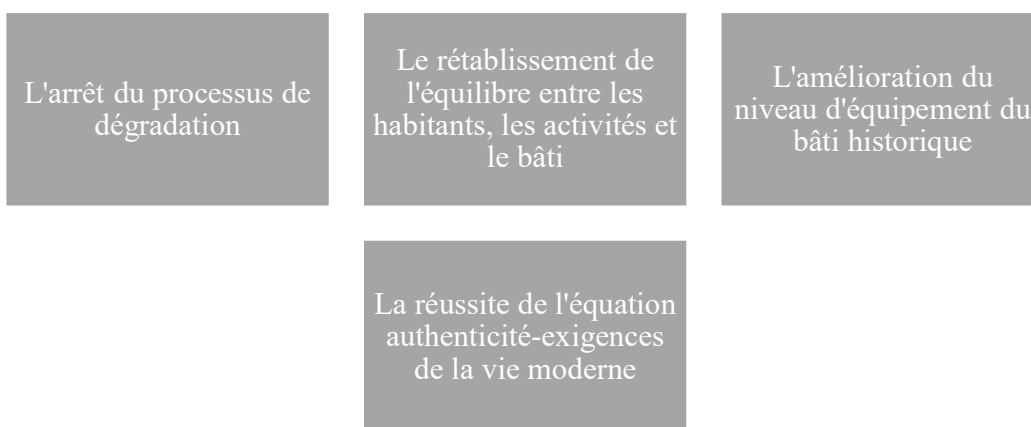 L'arrêt du processus de
dégradation
Le rétablissement de
l'équilibre entre les
habitants, les activités et
le bâti
L'amélioration du
niveau d'équipement du
bâti historique
La réussite de l'équation
authenticité-exigences
de la vie moderne